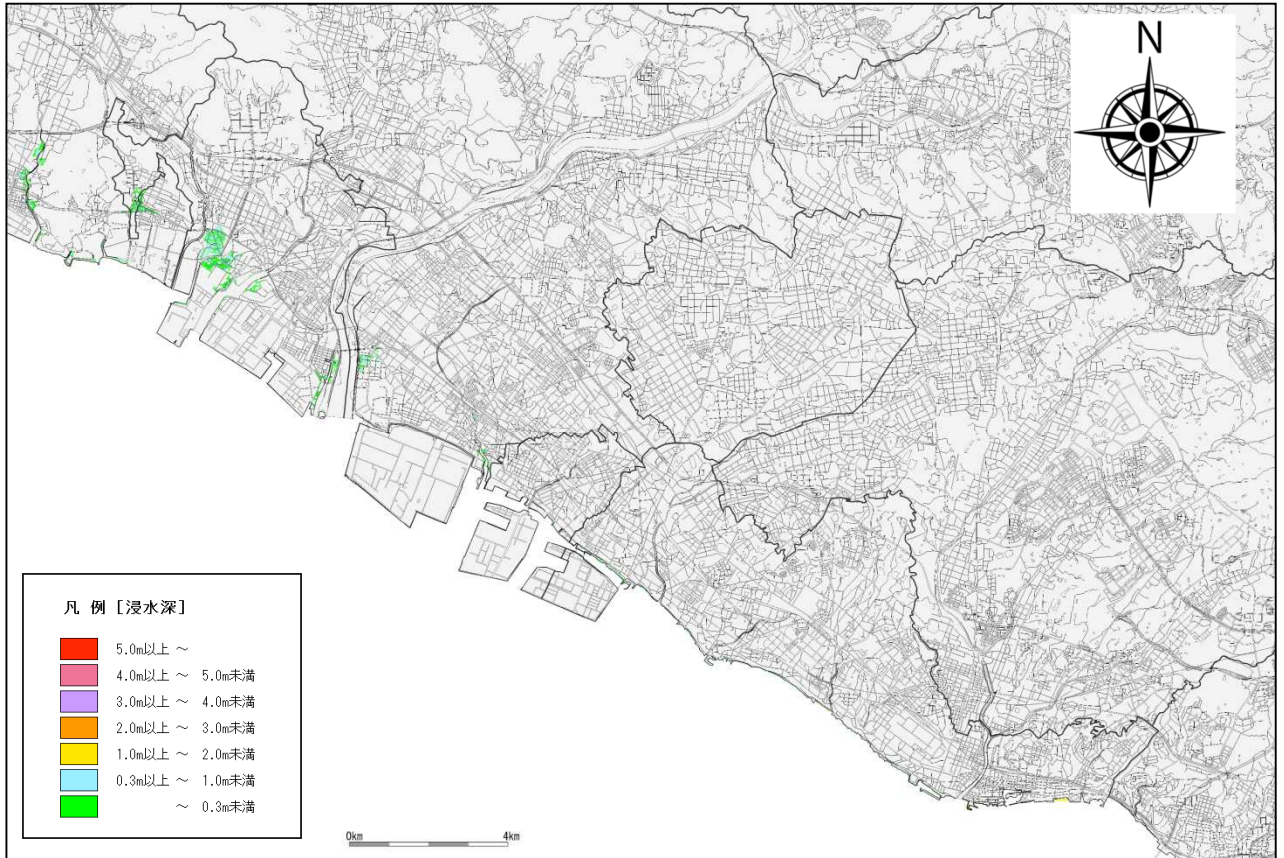 N
凡 例 [浸水深]
5.0m以上 ～
4.0m以上 ～ 5.0m未満
3.0m以上 ～ 4.0m未満
2.0m以上 ～ 3.0m未満
1.0m以上 ～ 2.0m未満
0.3m以上 ～ 1.0m未満
～ 0.3m未満
0km 4km